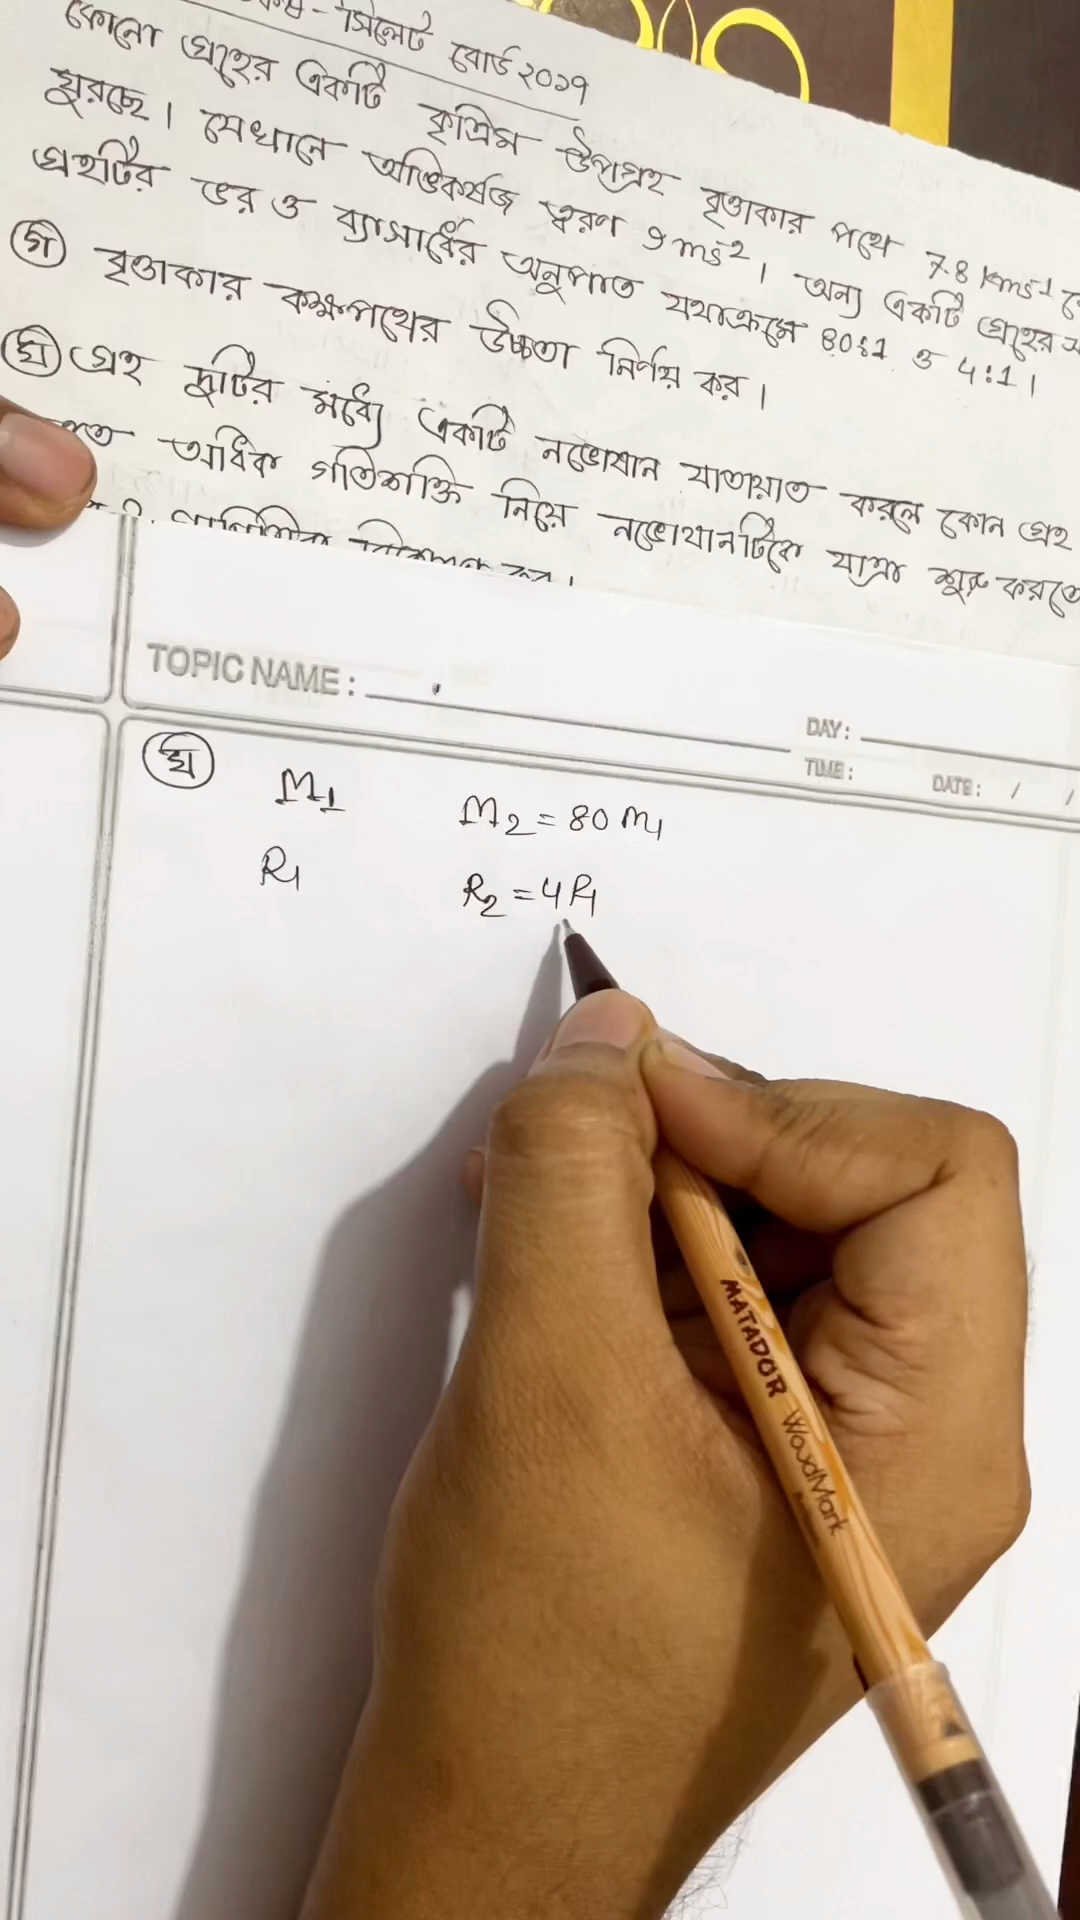 সিলেট বোর্ড ২০১৭
কোনো গ্রহের একটি কৃত্রিম উপগ্রহ বৃত্তাকার পথে 7.8 kms⁻¹
ঘুরছে। সেখানে অভিকর্ষজ ত্বরণ 9 ms⁻²। অন্য একটি গ্রহের
গ্রহটির ভর ও ব্যাসার্ধের অনুপাত যথাক্রমে 80:1 ও 4:1।
গ বৃত্তাকার কক্ষপথের উচ্চতা নির্ণয় কর।
ঘ গ্রহ দুটির মধ্যে একটি নভোযান যাতায়াত করলে কোন গ্রহ
অধিক গতিশক্তি নিয়ে নভোযানটিকে যাত্রা শুরু করতে
TOPIC NAME :
DAY :
TIME :
DATE : / /
ঘ M₁ M₂ = 80 M₁
R₁ R₂ = 4R₁
MATADOR WoodMark